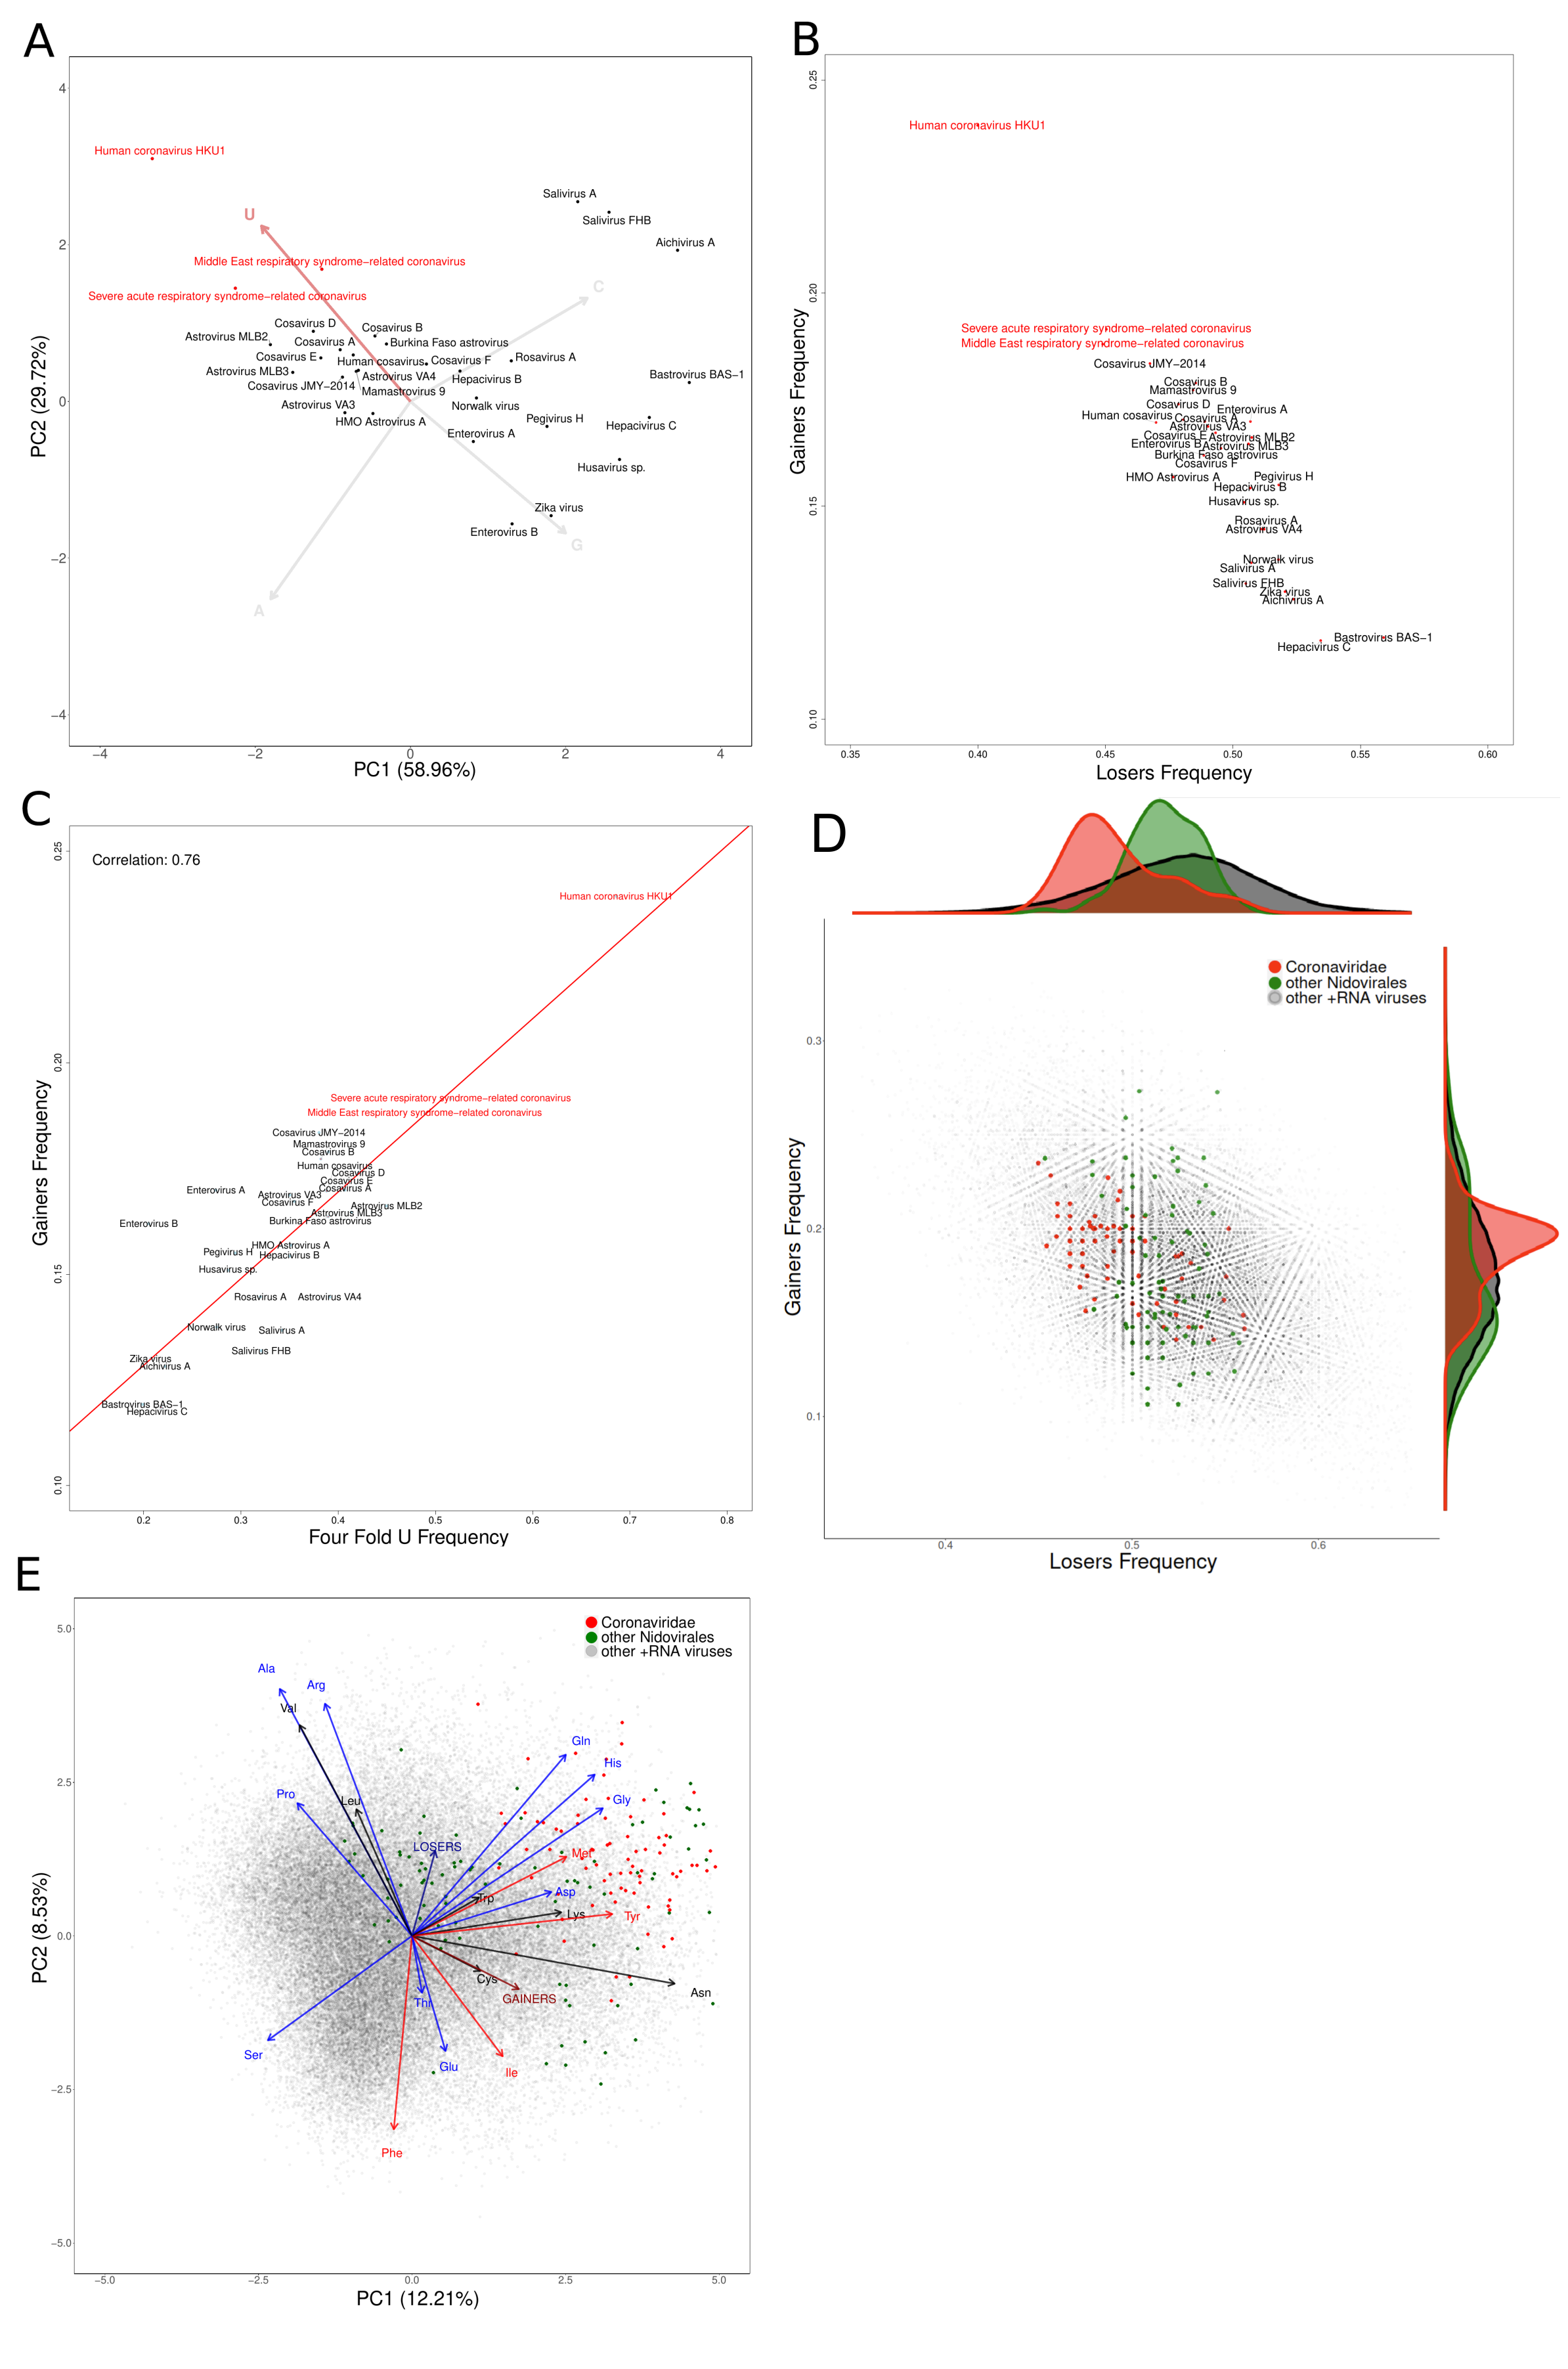 A
4
2
0
−2
−4
−4
−2
0
2
4
PC2 (29.72%)
PC1 (58.96%)
Human coronavirus HKU1
U
Middle East respiratory syndrome−related coronavirus
Severe acute respiratory syndrome−related coronavirus
Salivirus A
Salivirus FHB
Aichivirus A
C
Cosavirus D
Cosavirus B
Astrovirus MLB2
Cosavirus A
Burkina Faso astrovirus
Cosavirus E
Human cosavirus
Cosavirus F
Rosavirus A
Astrovirus MLB3
Astrovirus VA4
Hepacivirus B
Bastrovirus BAS−1
Cosavirus JMY−2014
Mamastrovirus 9
Astrovirus VA3
Norwalk virus
HMO Astrovirus A
Pegivirus H
Hepacivirus C
Enterovirus A
Husavirus sp.
Zika virus
Enterovirus B
G
A
B
0.25
0.20
0.15
0.10
0.35
0.40
0.45
0.50
0.55
0.60
Gainers Frequency
Losers Frequency
Human coronavirus HKU1
Severe acute respiratory syndrome−related coronavirus
Middle East respiratory syndrome−related coronavirus
Cosavirus JMY−2014
Cosavirus B
Mamastrovirus 9
Cosavirus D
Enterovirus A
Human cosavirus
Cosavirus A
Astrovirus VA3
Cosavirus E
Astrovirus MLB2
Enterovirus B
Astrovirus MLB3
Burkina Faso astrovirus
Cosavirus F
HMO Astrovirus A
Pegivirus H
Hepacivirus B
Husavirus sp.
Rosavirus A
Astrovirus VA4
Norwalk virus
Salivirus A
Salivirus FHB
Zika virus
Aichivirus A
Bastrovirus BAS−1
Hepacivirus C
C
Correlation: 0.76
0.25
0.20
0.15
0.10
0.2
0.3
0.4
0.5
0.6
0.7
0.8
Gainers Frequency
Four Fold U Frequency
Human coronavirus HKU1
Severe acute respiratory syndrome−related coronavirus
Middle East respiratory syndrome−related coronavirus
Cosavirus JMY−2014
Mamastrovirus 9
Cosavirus B
Human cosavirus
Cosavirus D
Cosavirus E
Cosavirus A
Enterovirus A
Astrovirus VA3
Cosavirus F
Astrovirus MLB2
Astrovirus MLB3
Burkina Faso astrovirus
Enterovirus B
HMO Astrovirus A
Pegivirus H
Hepacivirus B
Husavirus sp.
Rosavirus A
Astrovirus VA4
Norwalk virus
Salivirus A
Salivirus FHB
Zika virus
Aichivirus A
Bastrovirus BAS−1
Hepacivirus C
D
Coronaviridae
other Nidovirales
other +RNA viruses
0.3
0.2
0.1
0.4
0.5
0.6
Gainers Frequency
Losers Frequency
E
Coronaviridae
other Nidovirales
other +RNA viruses
5.0
2.5
0.0
−2.5
−5.0
−5.0
−2.5
0.0
2.5
5.0
PC2 (8.53%)
PC1 (12.21%)
Ala
Arg
Val
Gln
His
Pro
Leu
Gly
LOSERS
Met
Trp
Asp
Lys
Tyr
Cys
Asn
Thr
GAINERS
Ser
Glu
Ile
Phe